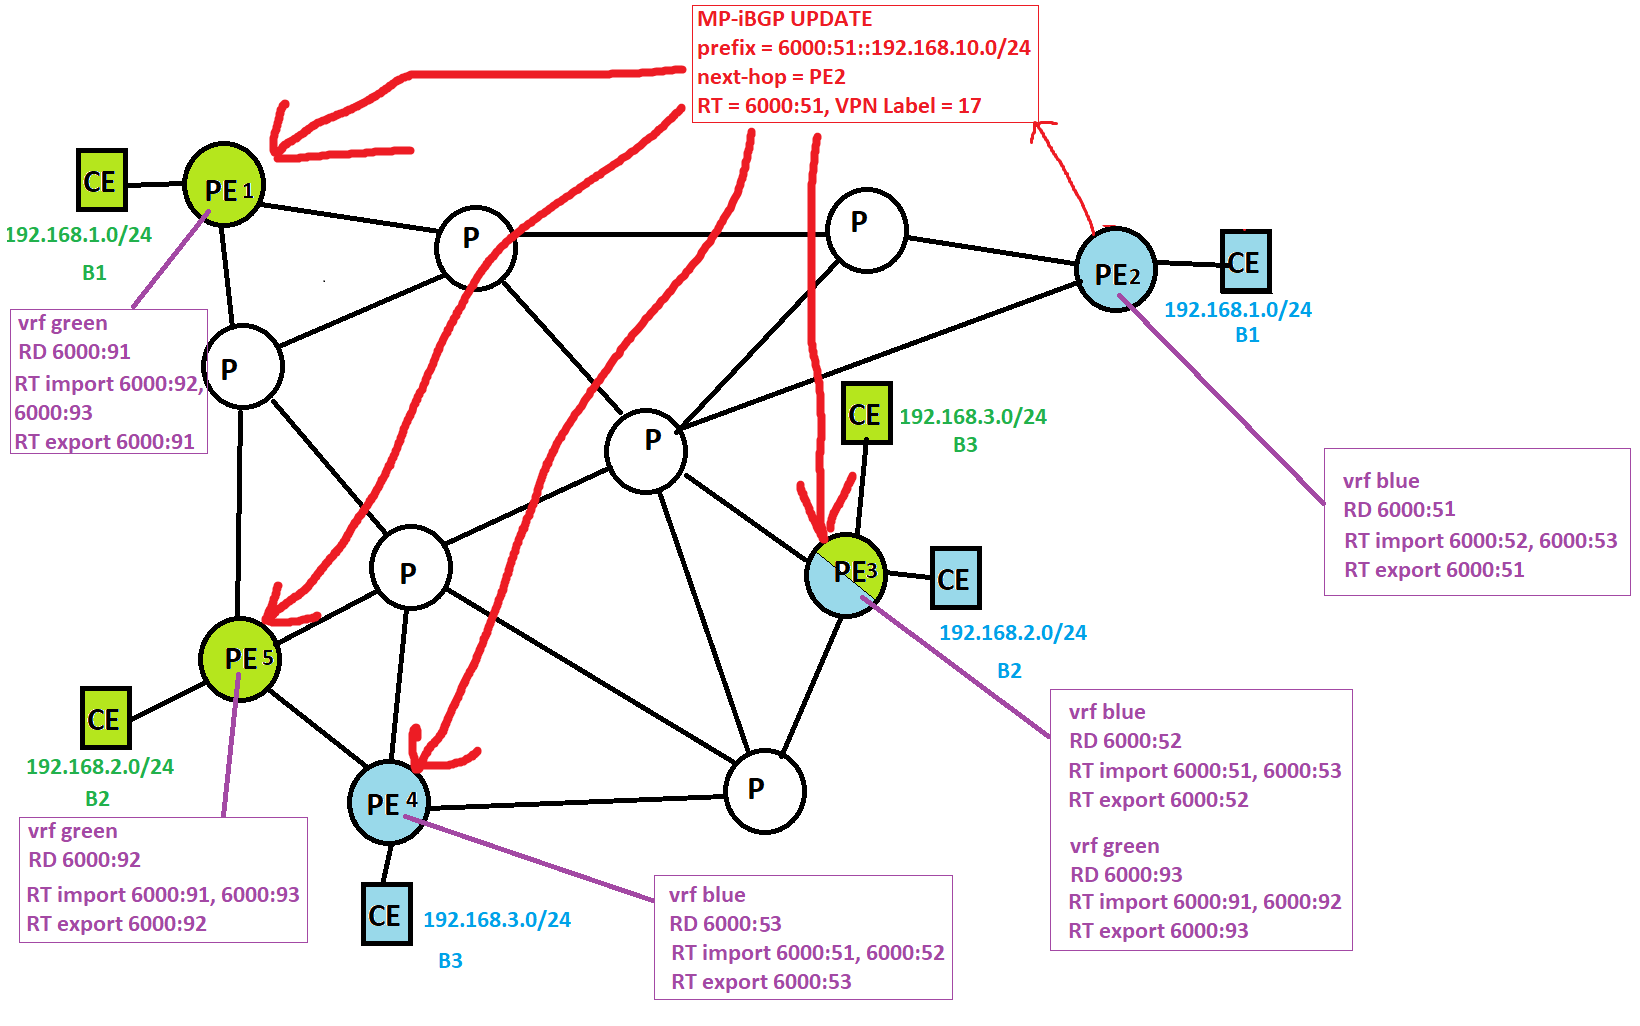 MP-iBGP UPDATE
prefix = 6000:51::192.168.10.0/24
next-hop = PE2
RT = 6000:51, VPN Label = 17
CE
PE 1
192.168.1.0/24
B1
P
P
PE2
CE
192.168.1.0/24
B1
vrf green
RD 6000:91
RT import 6000:92,
6000:93
RT export 6000:91
P
P
CE
192.168.3.0/24
B3
vrf blue
RD 6000:51
RT import 6000:52, 6000:53
RT export 6000:51
P
PE3
CE
192.168.2.0/24
B2
PE 5
CE
192.168.2.0/24
B2
vrf green
RD 6000:92
RT import 6000:91, 6000:93
RT export 6000:92
PE 4
P
CE
192.168.3.0/24
B3
vrf blue
RD 6000:53
RT import 6000:51, 6000:52
RT export 6000:53
vrf blue
RD 6000:52
RT import 6000:51, 6000:53
RT export 6000:52
vrf green
RD 6000:93
RT import 6000:91, 6000:92
RT export 6000:93